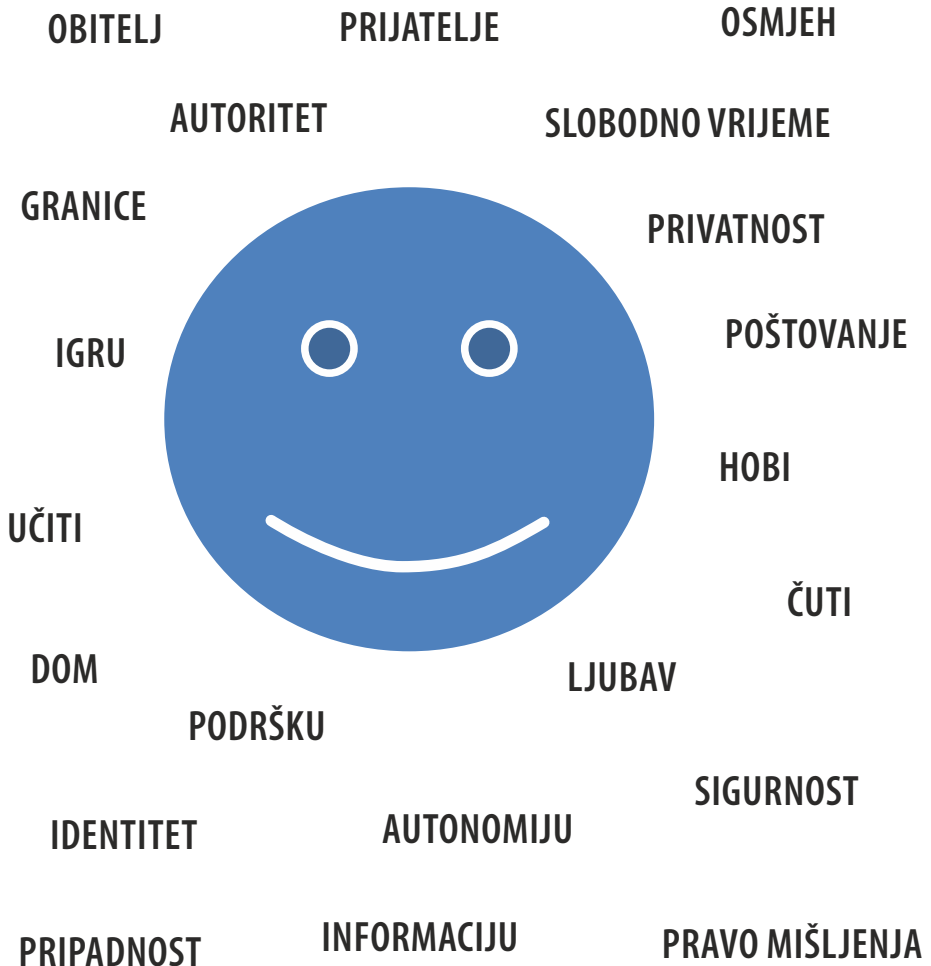 OBITELJ
PRIJATELJE
OSMJEH
AUTORITET
SLOBODNO VRIJEME
GRANICE
PRIVATNOST
IGRU
POŠTOVANJE
HOBI
UČITI
ČUTI
DOM
LJUBAV
PODRŠKU
SIGURNOST
IDENTITET
AUTONOMIJU
PRIPADNOST
INFORMACIJU
PRAVO MIŠLJENJA